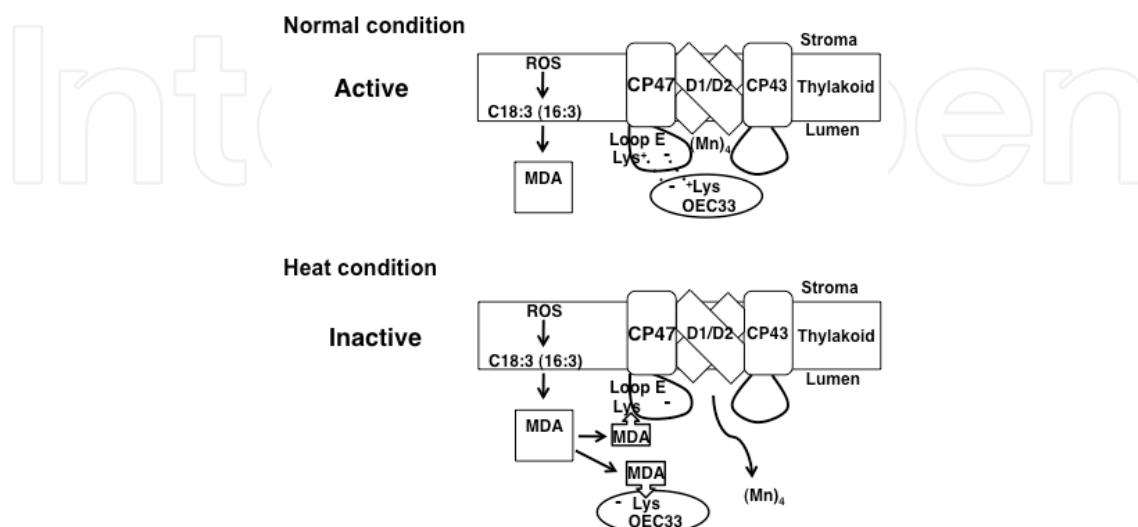 Normal condition
Active
Stroma
ROS
CP47
D1/D2
CP43
Thylakoid
C18:3 (16:3)
Lumen
Loop E
(Mn)₄
Lys⁺
-
MDA
-
⁺Lys
OEC33
Heat condition
Inactive
Stroma
ROS
CP47
D1/D2
CP43
Thylakoid
C18:3 (16:3)
Lumen
Loop E
Lys
-
MDA
MDA
MDA
(Mn)₄
- Lys
OEC33